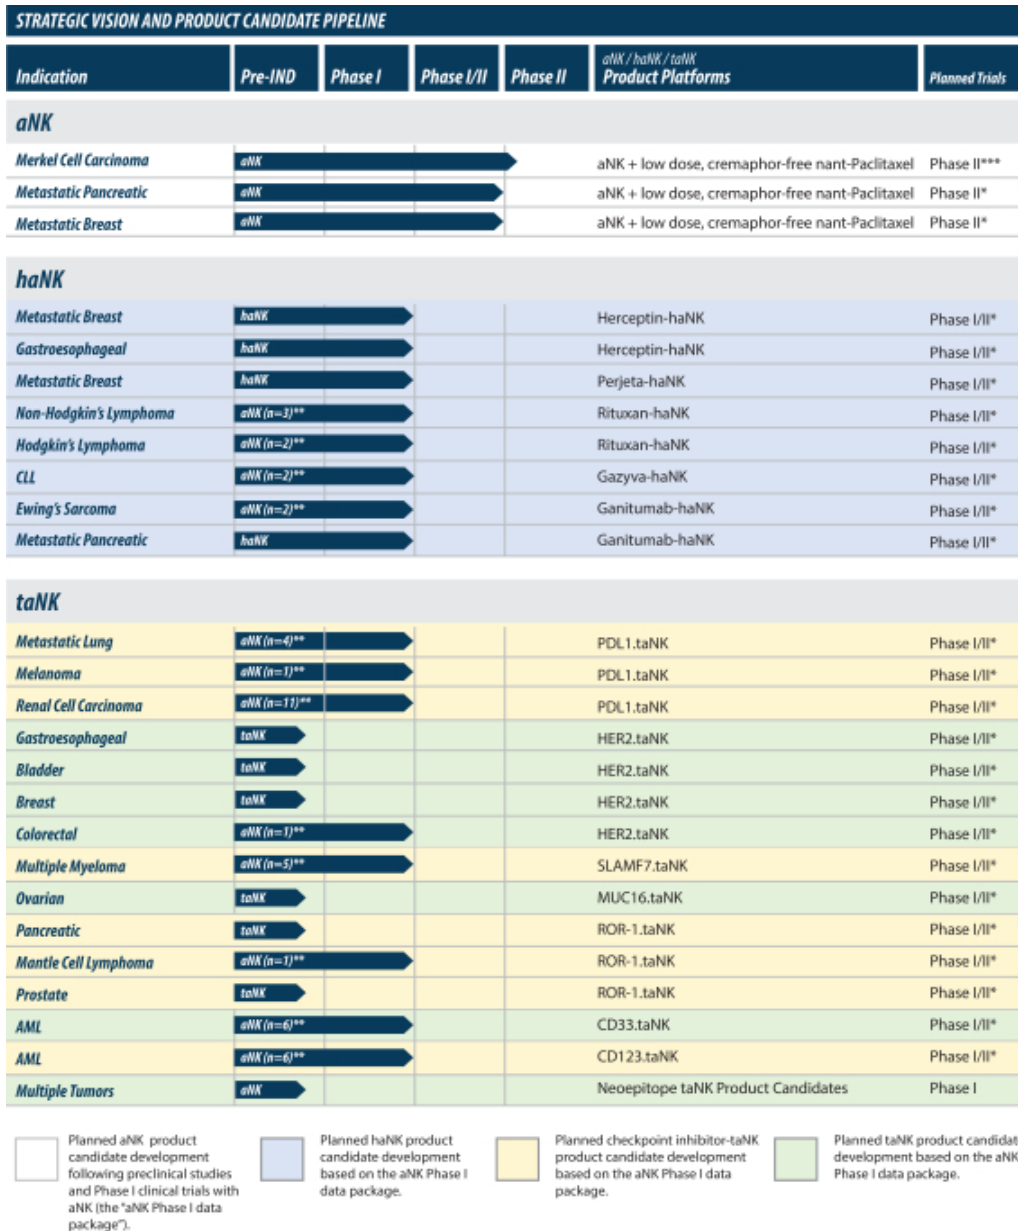 STRATEGIC VISION AND PRODUCT CANDIDATE PIPELINE
Indication Pre-IND Phase I Phase I/II Phase II aNK / haNK / taNK Product Platforms Planned Trials
aNK
Merkel Cell Carcinoma aNK aNK + low dose, cremaphor-free nant-Paclitaxel Phase II***
Metastatic Pancreatic aNK aNK + low dose, cremaphor-free nant-Paclitaxel Phase II*
Metastatic Breast aNK aNK + low dose, cremaphor-free nant-Paclitaxel Phase II*
haNK
Metastatic Breast haNK Herceptin-haNK Phase I/II*
Gastroesophageal haNK Herceptin-haNK Phase I/II*
Metastatic Breast haNK Perjeta-haNK Phase I/II*
Non-Hodgkin's Lymphoma aNK (n=3)** Rituxan-haNK Phase I/II*
Hodgkin's Lymphoma aNK (n=2)** Rituxan-haNK Phase I/II*
CLL aNK (n=2)** Gazyva-haNK Phase I/II*
Ewing's Sarcoma aNK (n=2)** Ganitumab-haNK Phase I/II*
Metastatic Pancreatic haNK Ganitumab-haNK Phase I/II*
taNK
Metastatic Lung aNK (n=4)** PDL1.taNK Phase I/II*
Melanoma aNK (n=1)** PDL1.taNK Phase I/II*
Renal Cell Carcinoma aNK (n=11)** PDL1.taNK Phase I/II*
Gastroesophageal taNK HER2.taNK Phase I/II*
Bladder taNK HER2.taNK Phase I/II*
Breast taNK HER2.taNK Phase I/II*
Colorectal aNK (n=1)** HER2.taNK Phase I/II*
Multiple Myeloma aNK (n=5)** SLAMF7.taNK Phase I/II*
Ovarian taNK MUC16.taNK Phase I/II*
Pancreatic taNK ROR-1.taNK Phase I/II*
Mantle Cell Lymphoma aNK (n=1)** ROR-1.taNK Phase I/II*
Prostate taNK ROR-1.taNK Phase I/II*
AML aNK (n=6)** CD33.taNK Phase I/II*
AML aNK (n=6)** CD123.taNK Phase I/II*
Multiple Tumors aNK Neoepitope taNK Product Candidates Phase I
Planned aNK product
candidate development
following preclinical studies
and Phase I clinical trials with
aNK (the "aNK Phase I data
package").
Planned haNK product
candidate development
based on the aNK Phase I
data package.
Planned checkpoint inhibitor-taNK
product candidate development
based on the aNK Phase I data
package.
Planned taNK product candidat
development based on the aNK
Phase I data package.